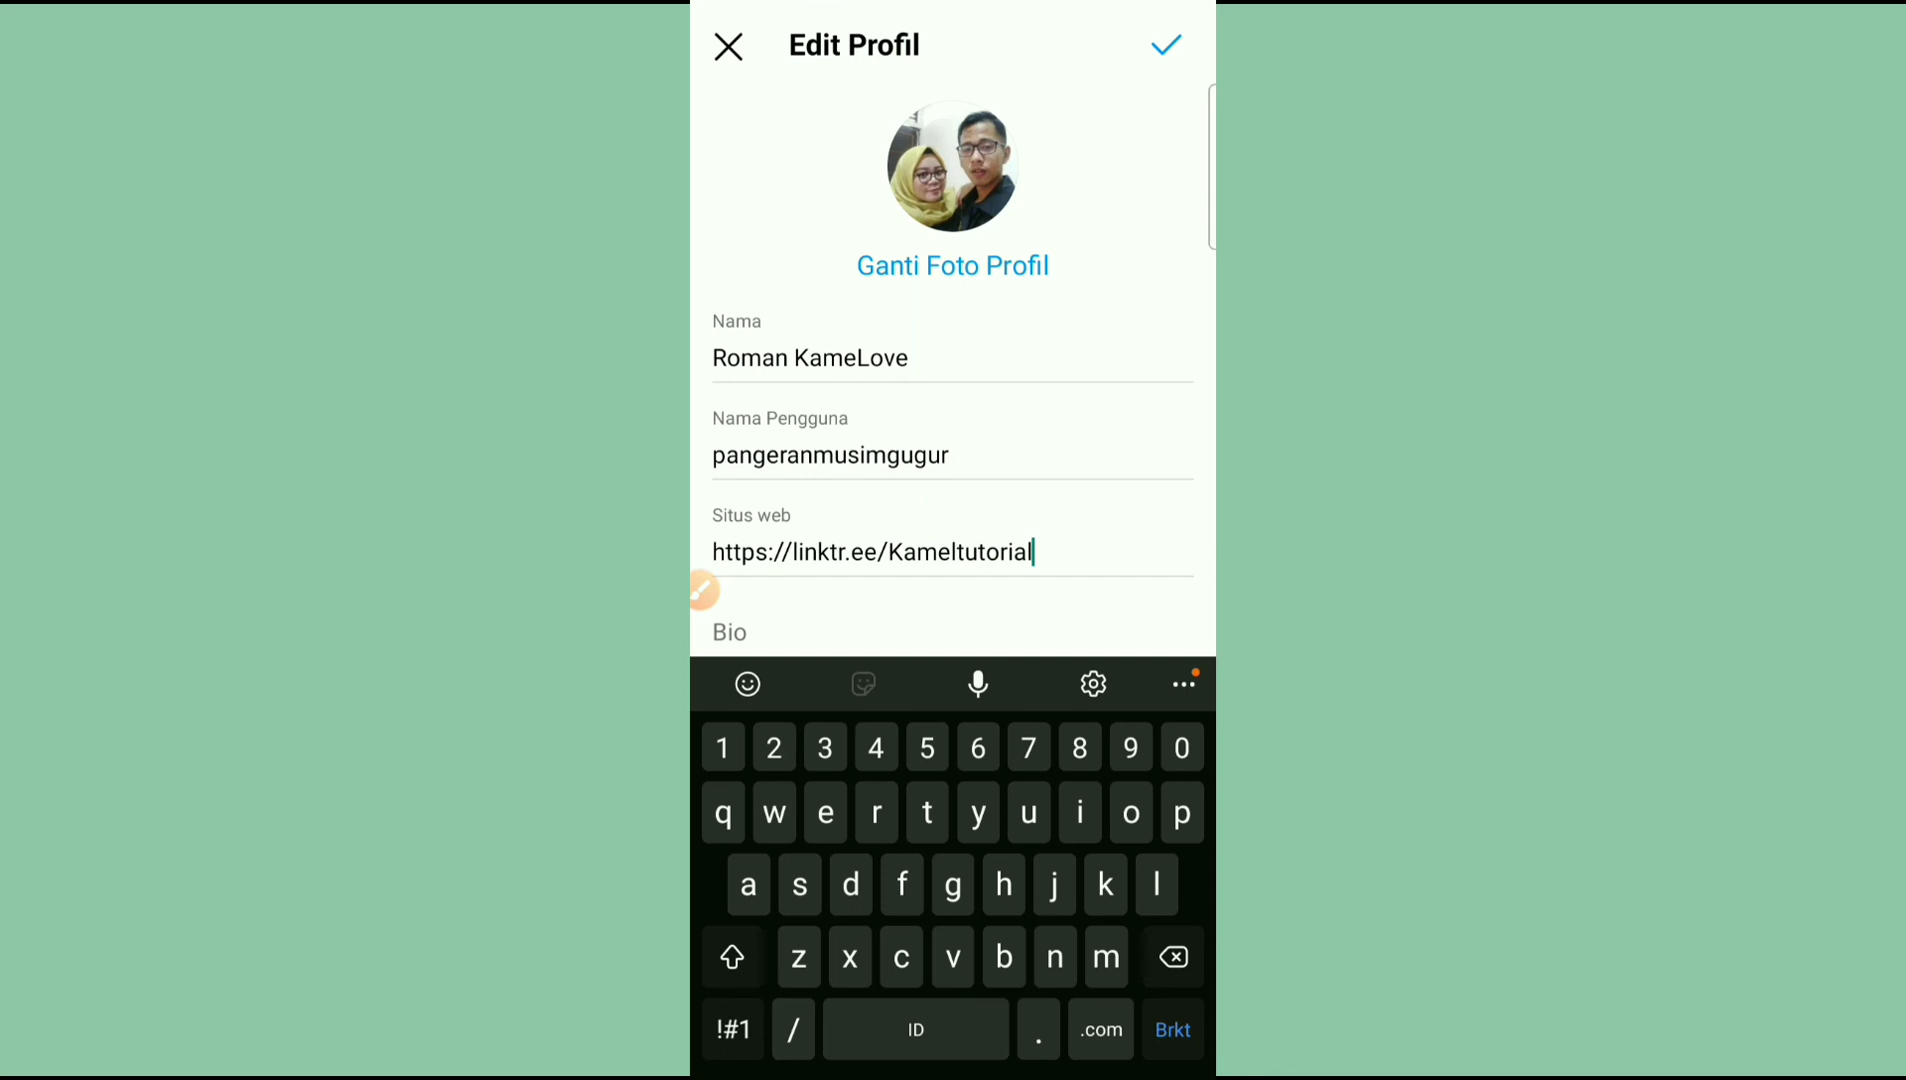 Edit Profil
Ganti Foto Profil
Nama
Roman KameLove
Nama Pengguna
pangeranmusimgugur
Situs web
https://linktr.ee/Kameltutorial
Bio
1 2 3 4 5 6 7 8 9 0
q w e r t y u i o p
a s d f g h j k l
z x c v b n m
!#1 / ID . .com Brkt